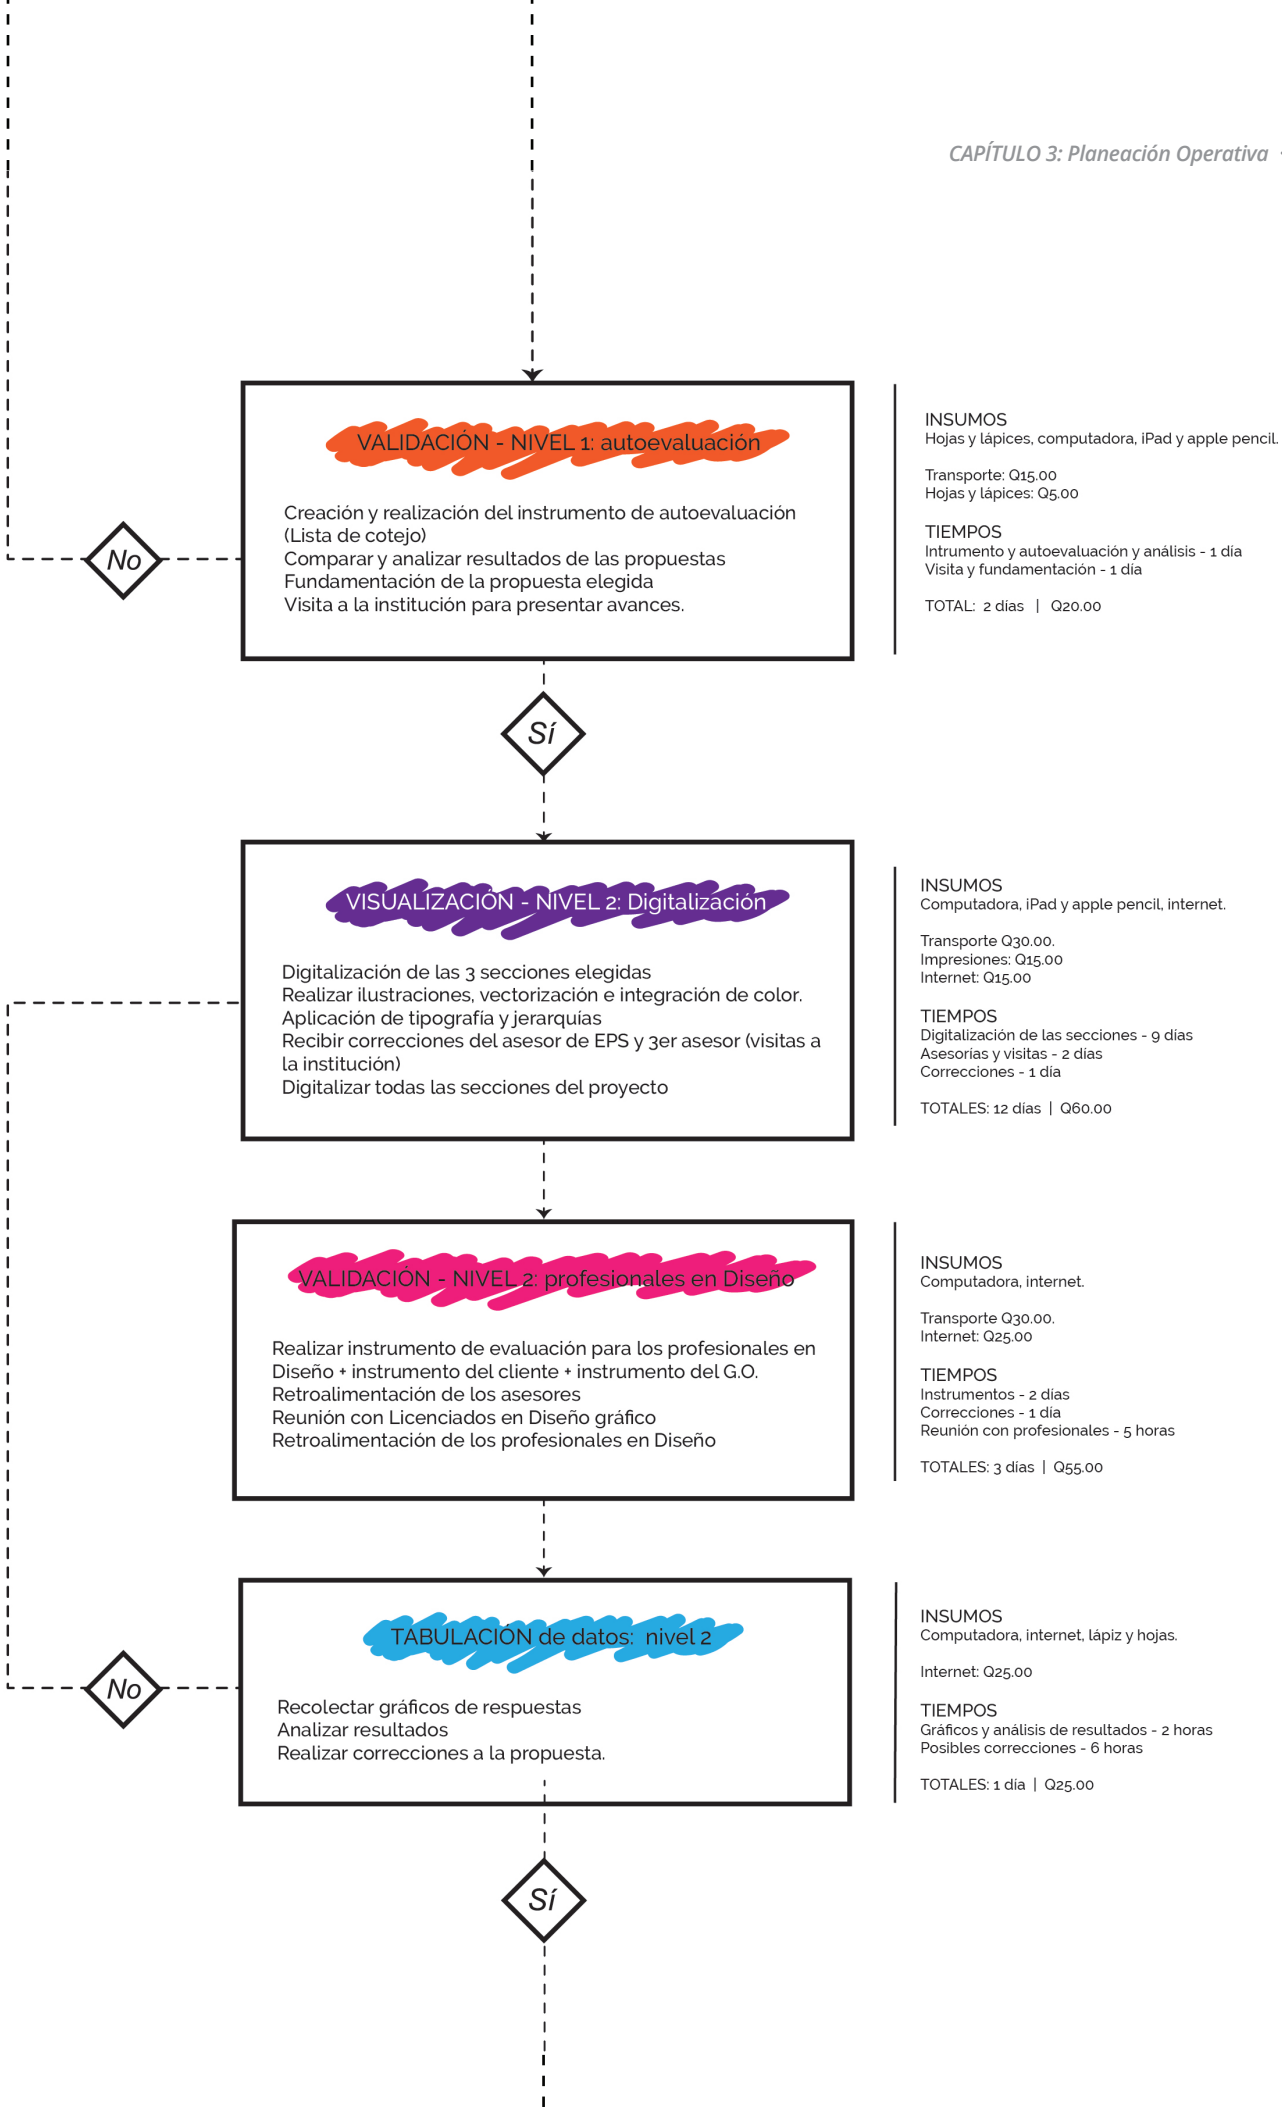 CAPÍTULO 3: Planeación Operativa
VALIDACIÓN - NIVEL 1: autoevaluación
Creación y realización del instrumento de autoevaluación
(Lista de cotejo)
Comparar y analizar resultados de las propuestas
Fundamentación de la propuesta elegida
Visita a la institución para presentar avances.
INSUMOS
Hojas y lápices, computadora, iPad y apple pencil.
Transporte: Q15.00
Hojas y lápices: Q5.00
TIEMPOS
Intrumento y autoevaluación y análisis - 1 día
Visita y fundamentación - 1 día
TOTAL: 2 días | Q20.00
No
Sí
VISUALIZACIÓN - NIVEL 2: Digitalización
Digitalización de las 3 secciones elegidas
Realizar ilustraciones, vectorización e integración de color.
Aplicación de tipografía y jerarquías
Recibir correcciones del asesor de EPS y 3er asesor (visitas a
la institución)
Digitalizar todas las secciones del proyecto
INSUMOS
Computadora, iPad y apple pencil, internet.
Transporte Q30.00.
Impresiones: Q15.00
Internet: Q15.00
TIEMPOS
Digitalización de las secciones - 9 días
Asesorías y visitas - 2 días
Correcciones - 1 día
TOTALES: 12 días | Q60.00
VALIDACIÓN - NIVEL 2: profesionales en Diseño
Realizar instrumento de evaluación para los profesionales en
Diseño + instrumento del cliente + instrumento del G.O.
Retroalimentación de los asesores
Reunión con Licenciados en Diseño gráfico
Retroalimentación de los profesionales en Diseño
INSUMOS
Computadora, internet.
Transporte Q30.00.
Internet: Q25.00
TIEMPOS
Instrumentos - 2 días
Correcciones - 1 día
Reunión con profesionales - 5 horas
TOTALES: 3 días | Q55.00
TABULACIÓN de datos: nivel 2
Recolectar gráficos de respuestas
Analizar resultados
Realizar correcciones a la propuesta.
INSUMOS
Computadora, internet, lápiz y hojas.
Internet: Q25.00
TIEMPOS
Gráficos y análisis de resultados - 2 horas
Posibles correcciones - 6 horas
TOTALES: 1 día | Q25.00
No
Sí